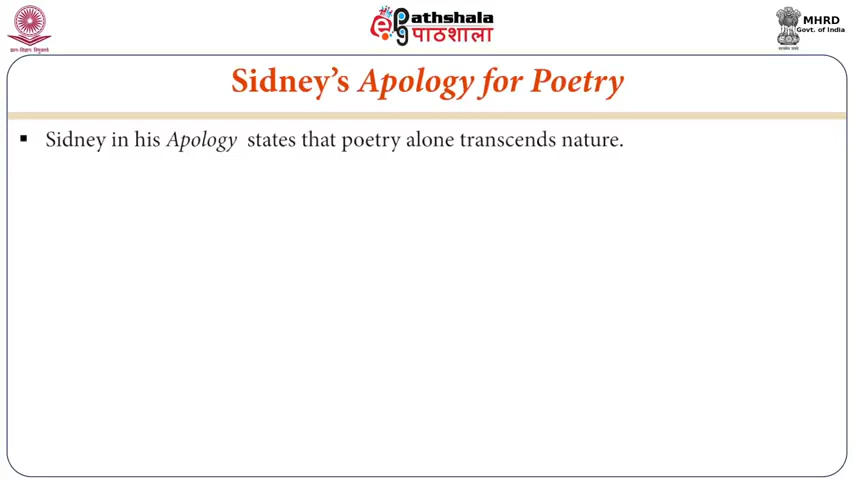 ePathshala
पाठशाला
MHRD
Govt. of India
Sidney’s Apology for Poetry
▪ Sidney in his Apology states that poetry alone transcends nature.